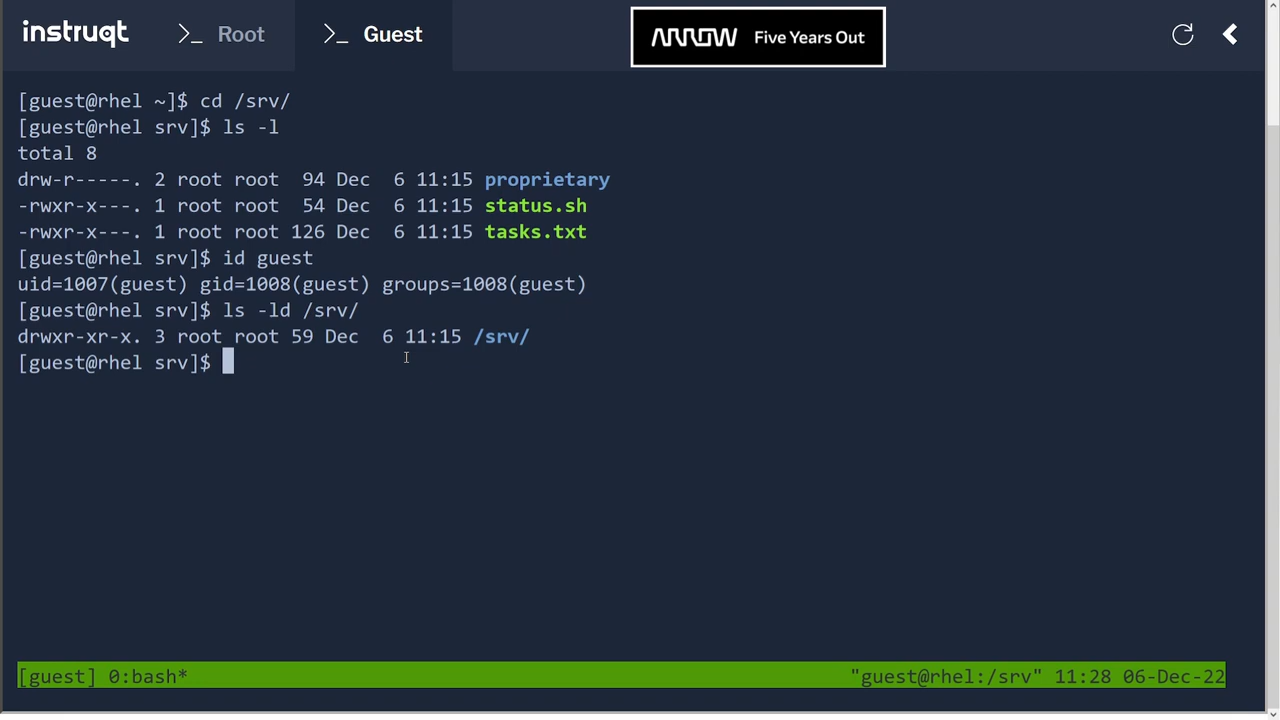 instruqt >_ Root >_ Guest ARROW Five Years Out
[guest@rhel ~]$ cd /srv/
[guest@rhel srv]$ ls -l
total 8
drw-r-----. 2 root root  94 Dec  6 11:15 proprietary
-rwxr-x---. 1 root root  54 Dec  6 11:15 status.sh
-rwxr-x---. 1 root root 126 Dec  6 11:15 tasks.txt
[guest@rhel srv]$ id guest
uid=1007(guest) gid=1008(guest) groups=1008(guest)
[guest@rhel srv]$ ls -ld /srv/
drwxr-xr-x. 3 root root 59 Dec  6 11:15 /srv/
[guest@rhel srv]$
[guest] 0:bash* "guest@rhel:/srv" 11:28 06-Dec-22